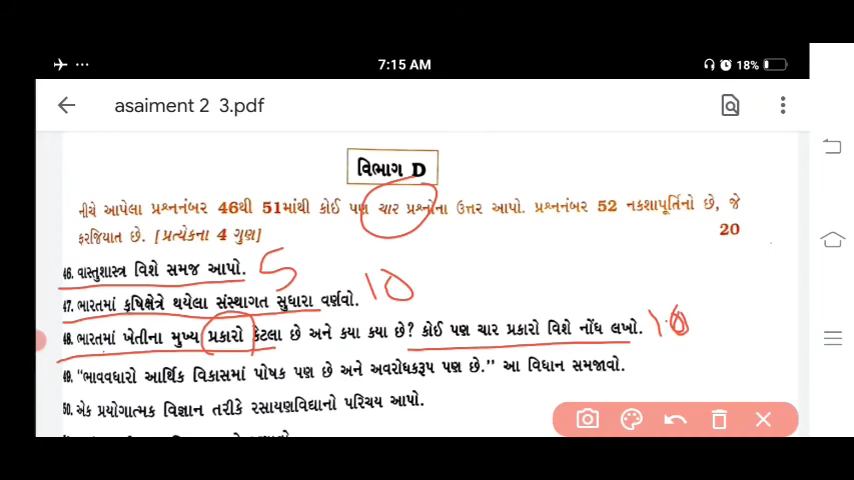 7:15 AM
18%
asaiment 2 3.pdf
વિભાગ D
નીચે આપેલા પ્રશ્નનંબર 46થી 51માંથી કોઈ પણ ચાર પ્રશ્નોના ઉત્તર આપો. પ્રશ્નનંબર 52 નકશાપૂર્તિનો છે, જે
ફરજિયાત છે. [પ્રત્યેકના 4 ગુણ] 20
46. વાસ્તુશાસ્ત્ર વિશે સમજ આપો. 5
47. ભારતમાં કૃષિક્ષેત્રે થયેલા સંસ્થાગત સુધારા વર્ણવો. 10
48. ભારતમાં ખેતીના મુખ્ય પ્રકારો કેટલા છે અને કયા કયા છે? કોઈ પણ ચાર પ્રકારો વિશે નોંધ લખો.
49. "ભાવવધારો આર્થિક વિકાસમાં પોષક પણ છે અને અવરોધકરૂપ પણ છે." આ વિધાન સમજાવો.
50. એક પ્રયોગાત્મક વિજ્ઞાન તરીકે રસાયણવિદ્યાનો પરિચય આપો.